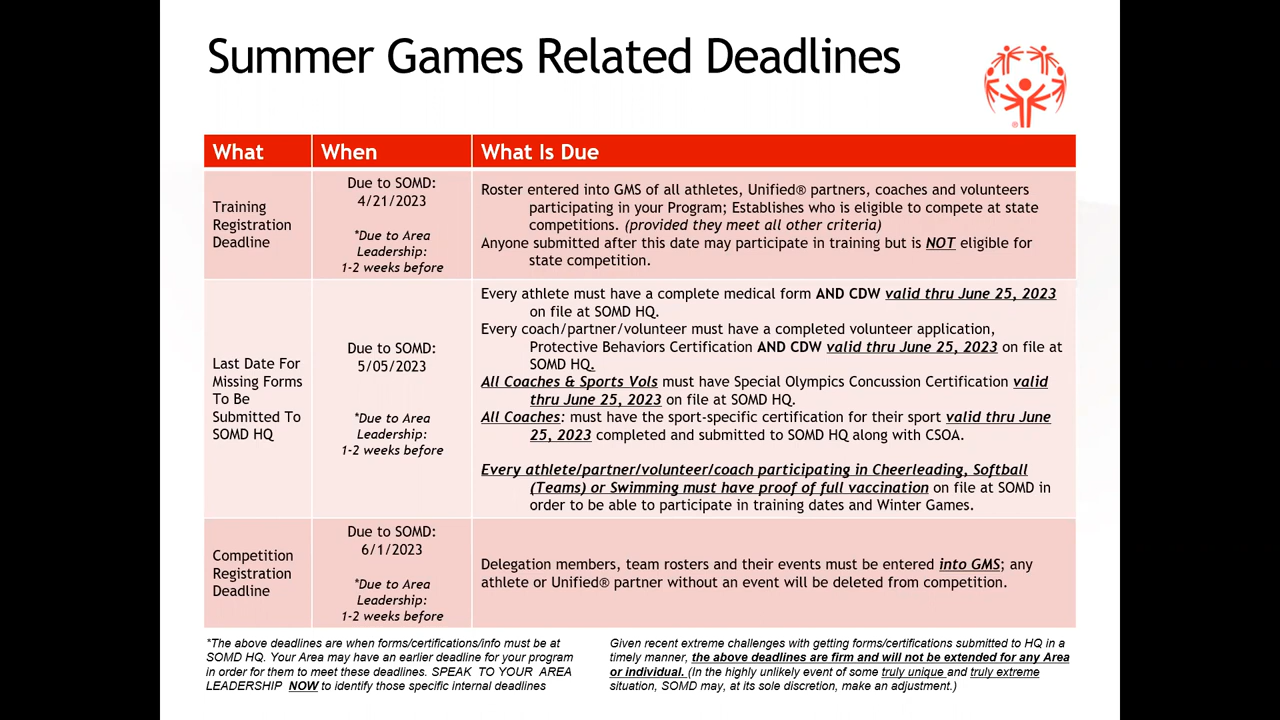 Summer Games Related Deadlines
®
What
When
What Is Due
Training
Registration
Deadline
Due to SOMD:
4/21/2023
*Due to Area
Leadership:
1-2 weeks before
Roster entered into GMS of all athletes, Unified® partners, coaches and volunteers
participating in your Program; Establishes who is eligible to compete at state
competitions. (provided they meet all other criteria)
Anyone submitted after this date may participate in training but is NOT eligible for
state competition.
Last Date For
Missing Forms
To Be
Submitted To
SOMD HQ
Due to SOMD:
5/05/2023
*Due to Area
Leadership:
1-2 weeks before
Every athlete must have a complete medical form AND CDW valid thru June 25, 2023
on file at SOMD HQ.
Every coach/partner/volunteer must have a completed volunteer application,
Protective Behaviors Certification AND CDW valid thru June 25, 2023 on file at
SOMD HQ.
All Coaches & Sports Vols must have Special Olympics Concussion Certification valid
thru June 25, 2023 on file at SOMD HQ.
All Coaches: must have the sport-specific certification for their sport valid thru June
25, 2023 completed and submitted to SOMD HQ along with CSOA.
Every athlete/partner/volunteer/coach participating in Cheerleading, Softball
(Teams) or Swimming must have proof of full vaccination on file at SOMD in
order to be able to participate in training dates and Winter Games.
Competition
Registration
Deadline
Due to SOMD:
6/1/2023
*Due to Area
Leadership:
1-2 weeks before
Delegation members, team rosters and their events must be entered into GMS; any
athlete or Unified® partner without an event will be deleted from competition.
*The above deadlines are when forms/certifications/info must be at
SOMD HQ. Your Area may have an earlier deadline for your program
in order for them to meet these deadlines. SPEAK TO YOUR AREA
LEADERSHIP NOW to identify those specific internal deadlines
Given recent extreme challenges with getting forms/certifications submitted to HQ in a
timely manner, the above deadlines are firm and will not be extended for any Area
or individual. (In the highly unlikely event of some truly unique and truly extreme
situation, SOMD may, at its sole discretion, make an adjustment.)